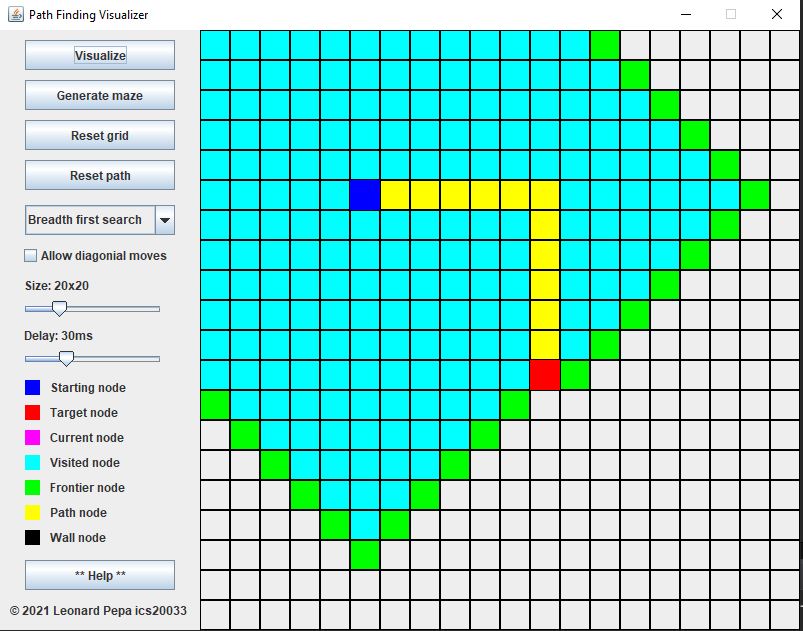 Path Finding Visualizer
Visualize
Generate maze
Reset grid
Reset path
Breadth first search
Allow diagonial moves
Size: 20x20
Delay: 30ms
Starting node
Target node
Current node
Visited node
Frontier node
Path node
Wall node
** Help **
© 2021 Leonard Pepa ics20033